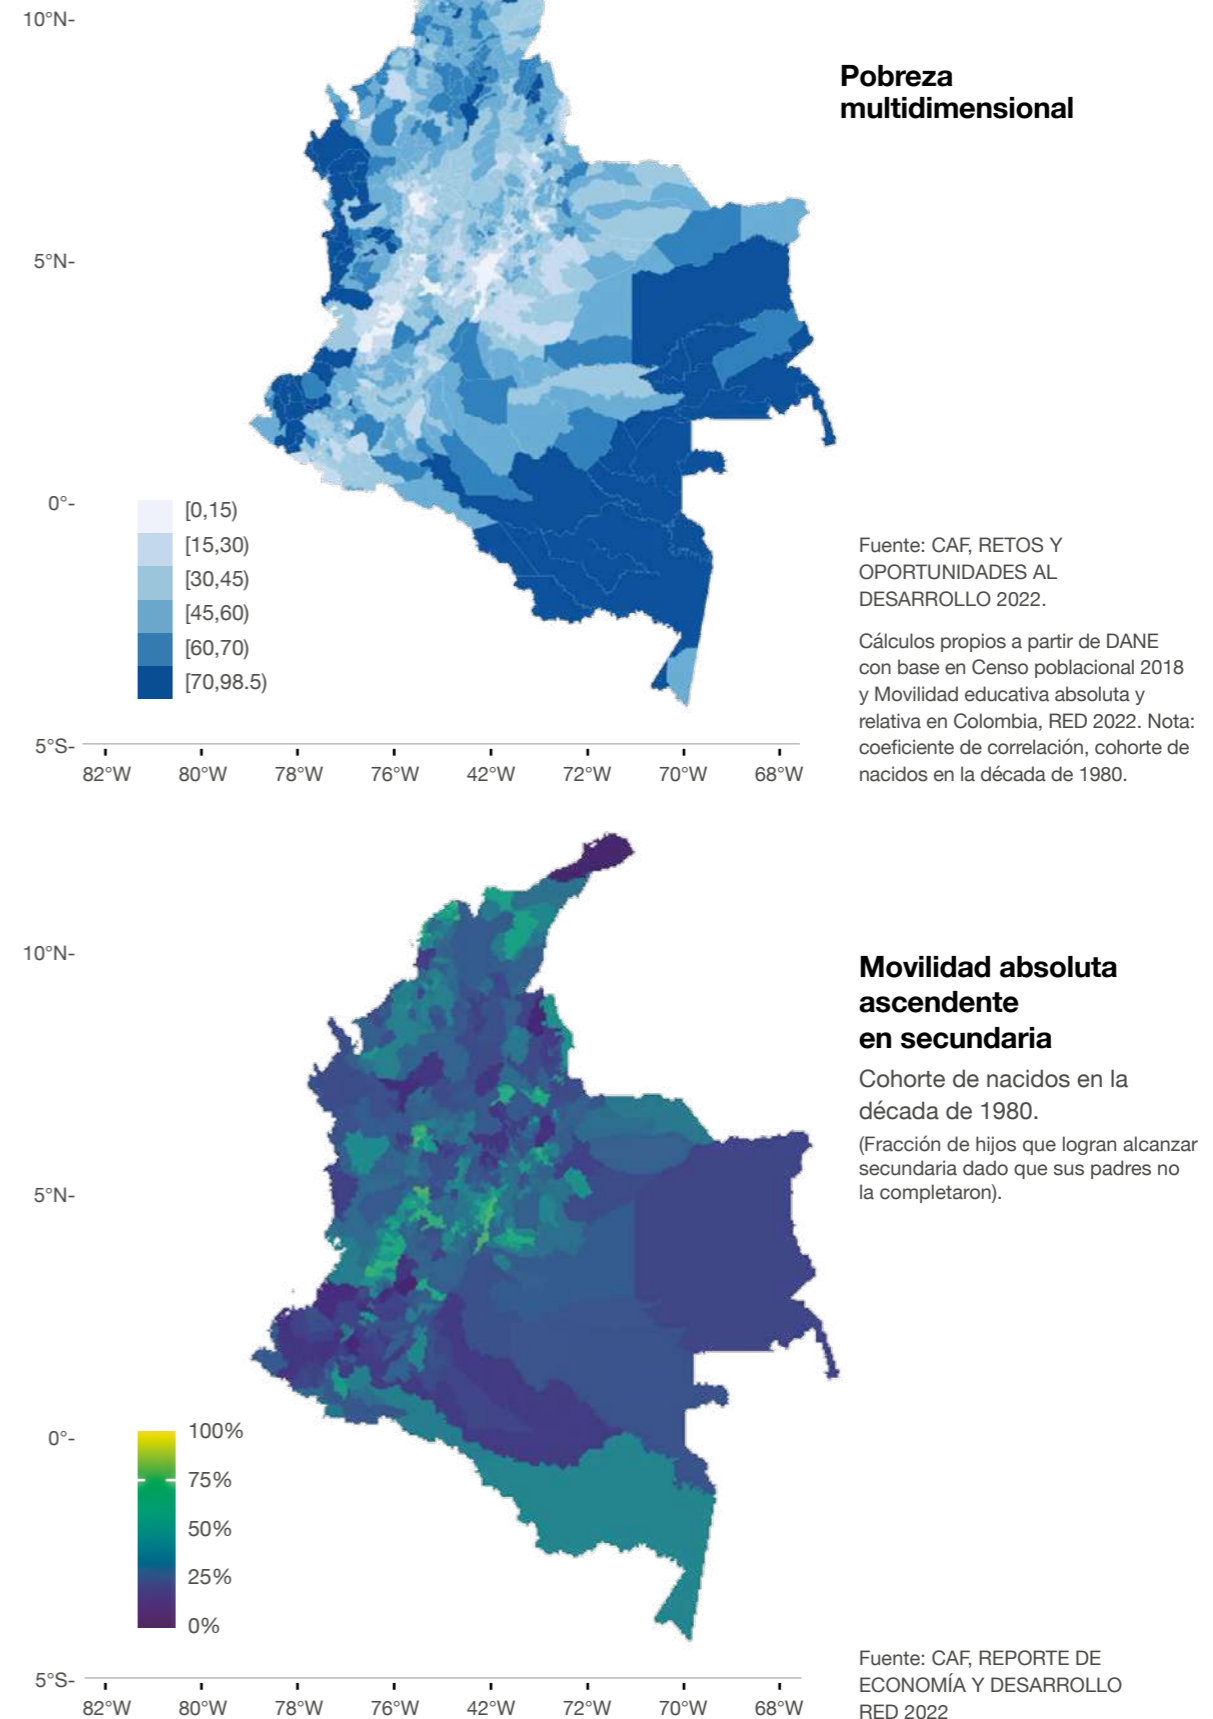 10°N-
Pobreza
multidimensional
5°N-
0°-
[0,15)
[15,30)
[30,45)
[45,60)
[60,70)
[70,98.5)
Fuente: CAF, RETOS Y
OPORTUNIDADES AL
DESARROLLO 2022.
Cálculos propios a partir de DANE
con base en Censo poblacional 2018
y Movilidad educativa absoluta y
relativa en Colombia, RED 2022. Nota:
coeficiente de correlación, cohorte de
nacidos en la década de 1980.
5°S-
82°W 80°W 78°W 76°W 42°W 72°W 70°W 68°W
10°N-
Movilidad absoluta
ascendente
en secundaria
Cohorte de nacidos en la
década de 1980.
(Fracción de hijos que logran alcanzar
secundaria dado que sus padres no
la completaron).
5°N-
0°-
100%
75%
50%
25%
0%
5°S-
82°W 80°W 78°W 76°W 42°W 72°W 70°W 68°W
Fuente: CAF, REPORTE DE
ECONOMÍA Y DESARROLLO
RED 2022